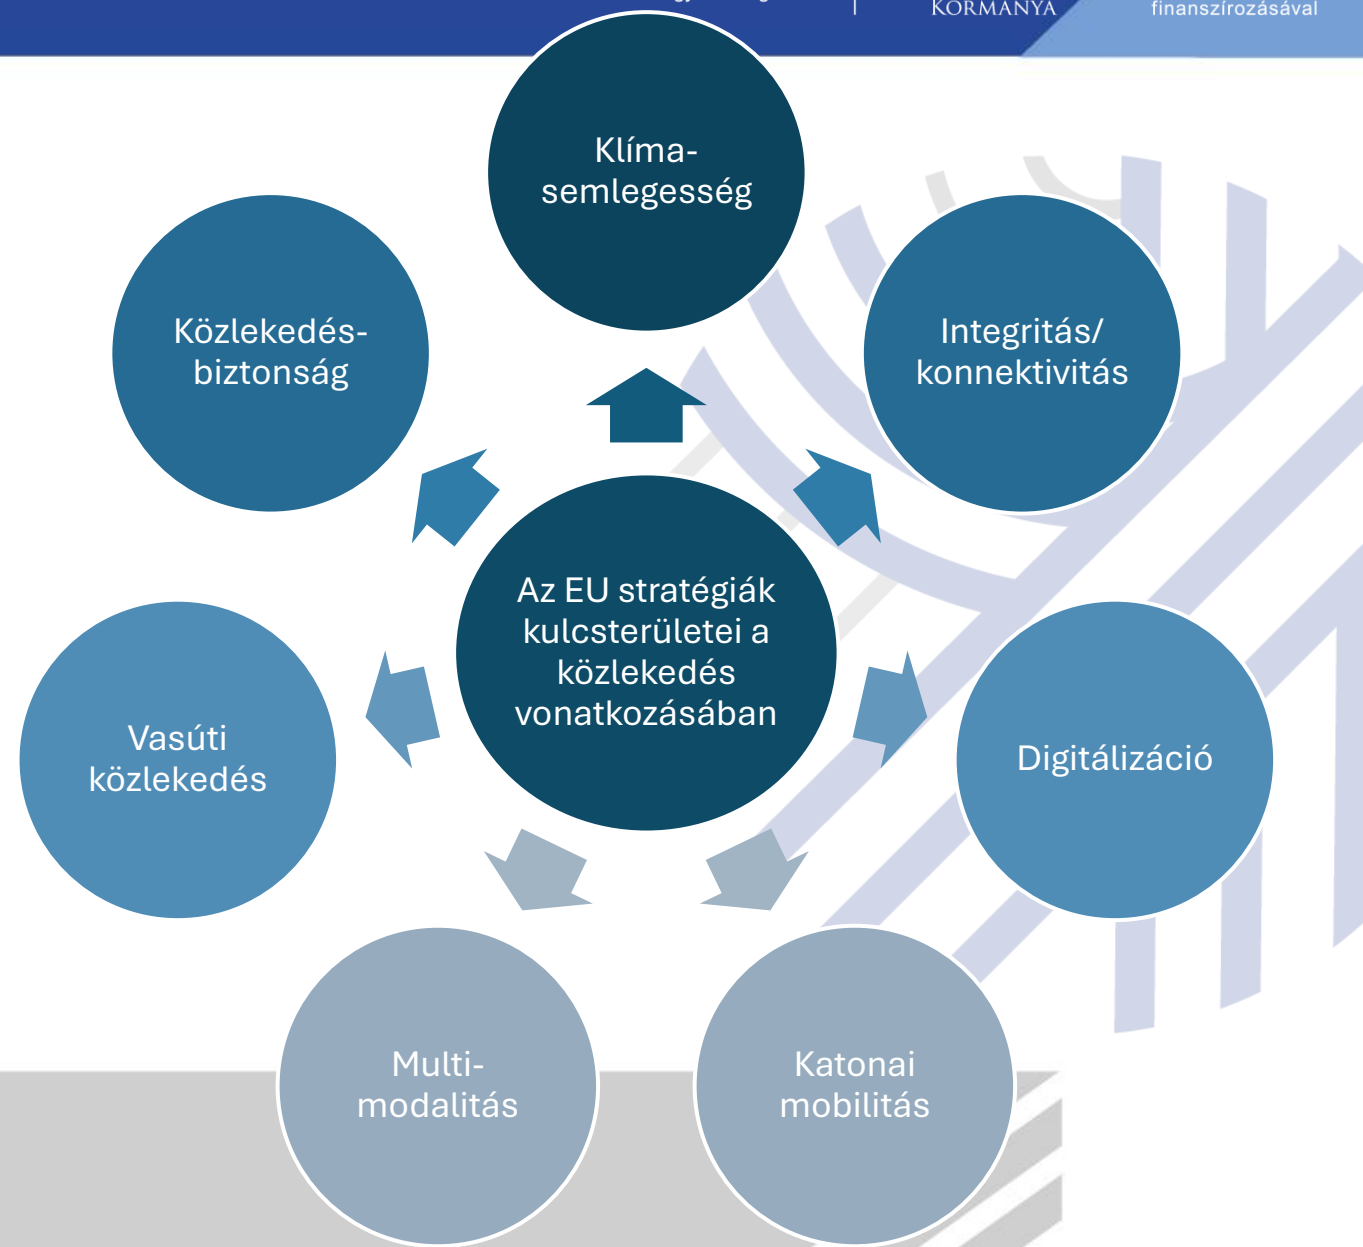 KORMÁNYA
finanszírozásával
Klíma-
semlegesség
Integritás/
konnektivitás
Digitálizáció
Katonai
mobilitás
Multi-
modalitás
Vasúti
közlekedés
Közlekedés-
biztonság
Az EU stratégiák
kulcsterületei a
közlekedés
vonatkozásában